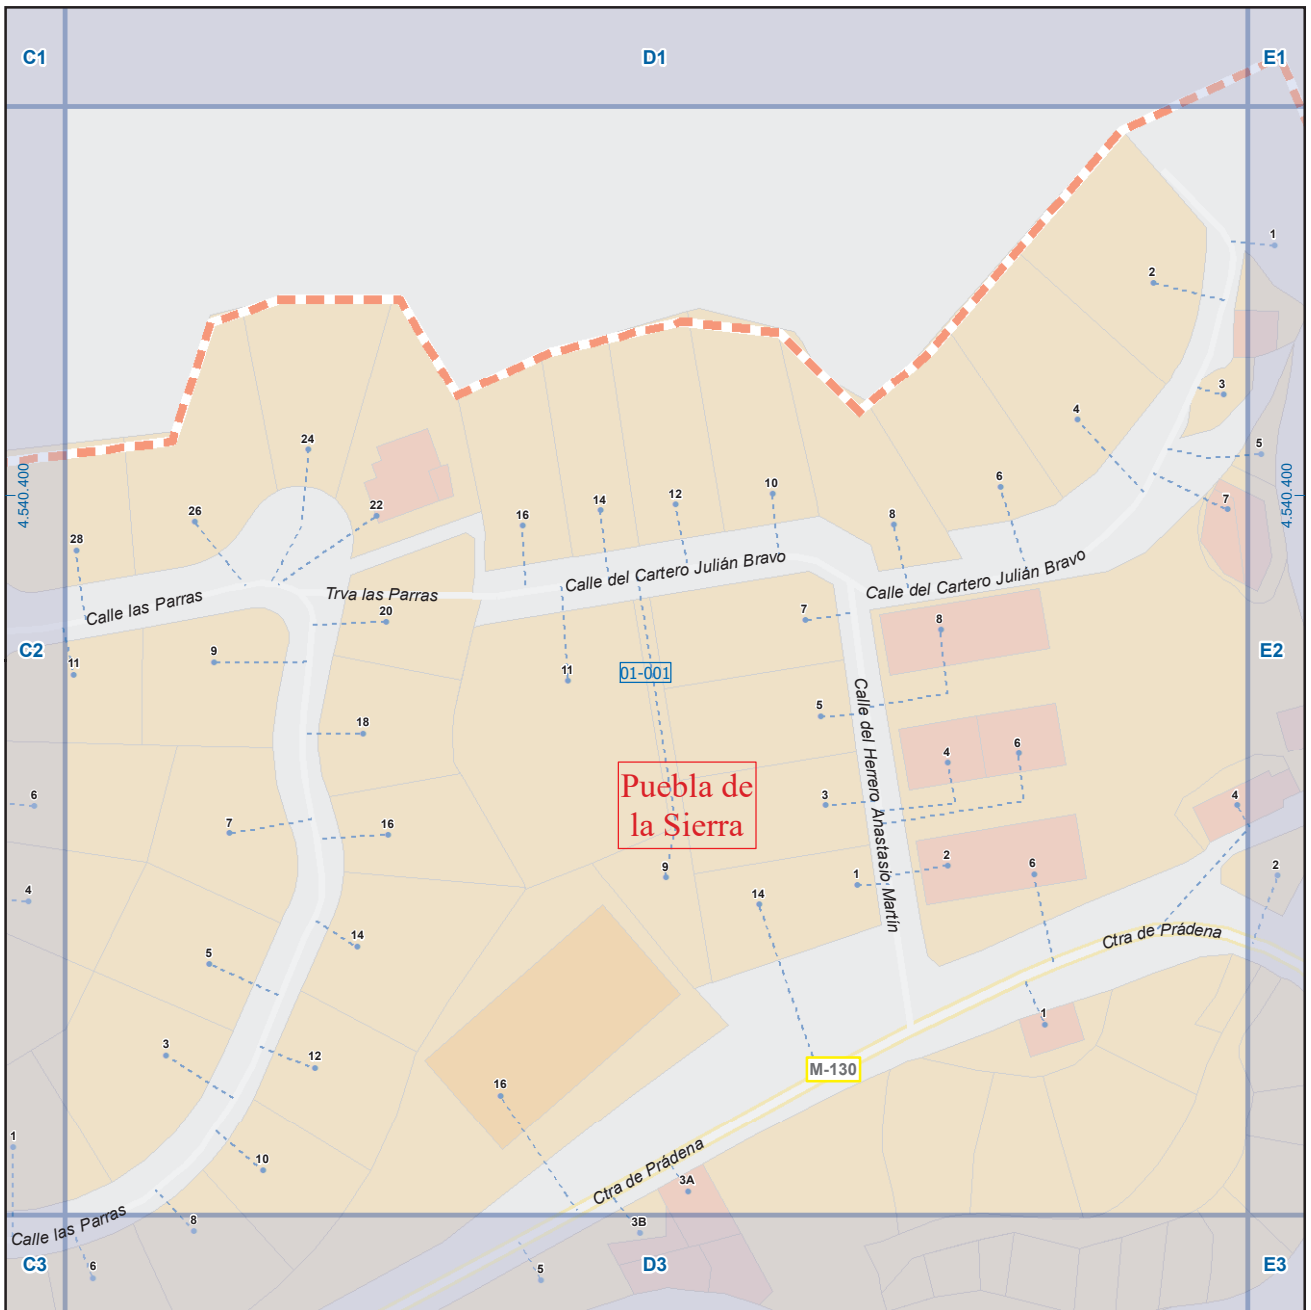 C1
D1
E1
1
2
3
4
5
24
6
4.540.400
4.540.400
10
12
14
7
26
22
16
8
28
Calle del Cartero Julián Bravo
Calle del Cartero Julián Bravo
Calle las Parras
Trva las Parras
20
7
8
C2
9
11
11
01-001
E2
5
Calle del Herrero Anastasio Martín
18
4
6
Puebla de
la Sierra
6
7
16
3
4
2
9
1
2
6
4
14
14
5
Ctra de Prádena
3
12
1
M-130
16
1
10
Ctra de Prádena
3A
8
3B
Calle las Parras
C3
6
5
D3
E3